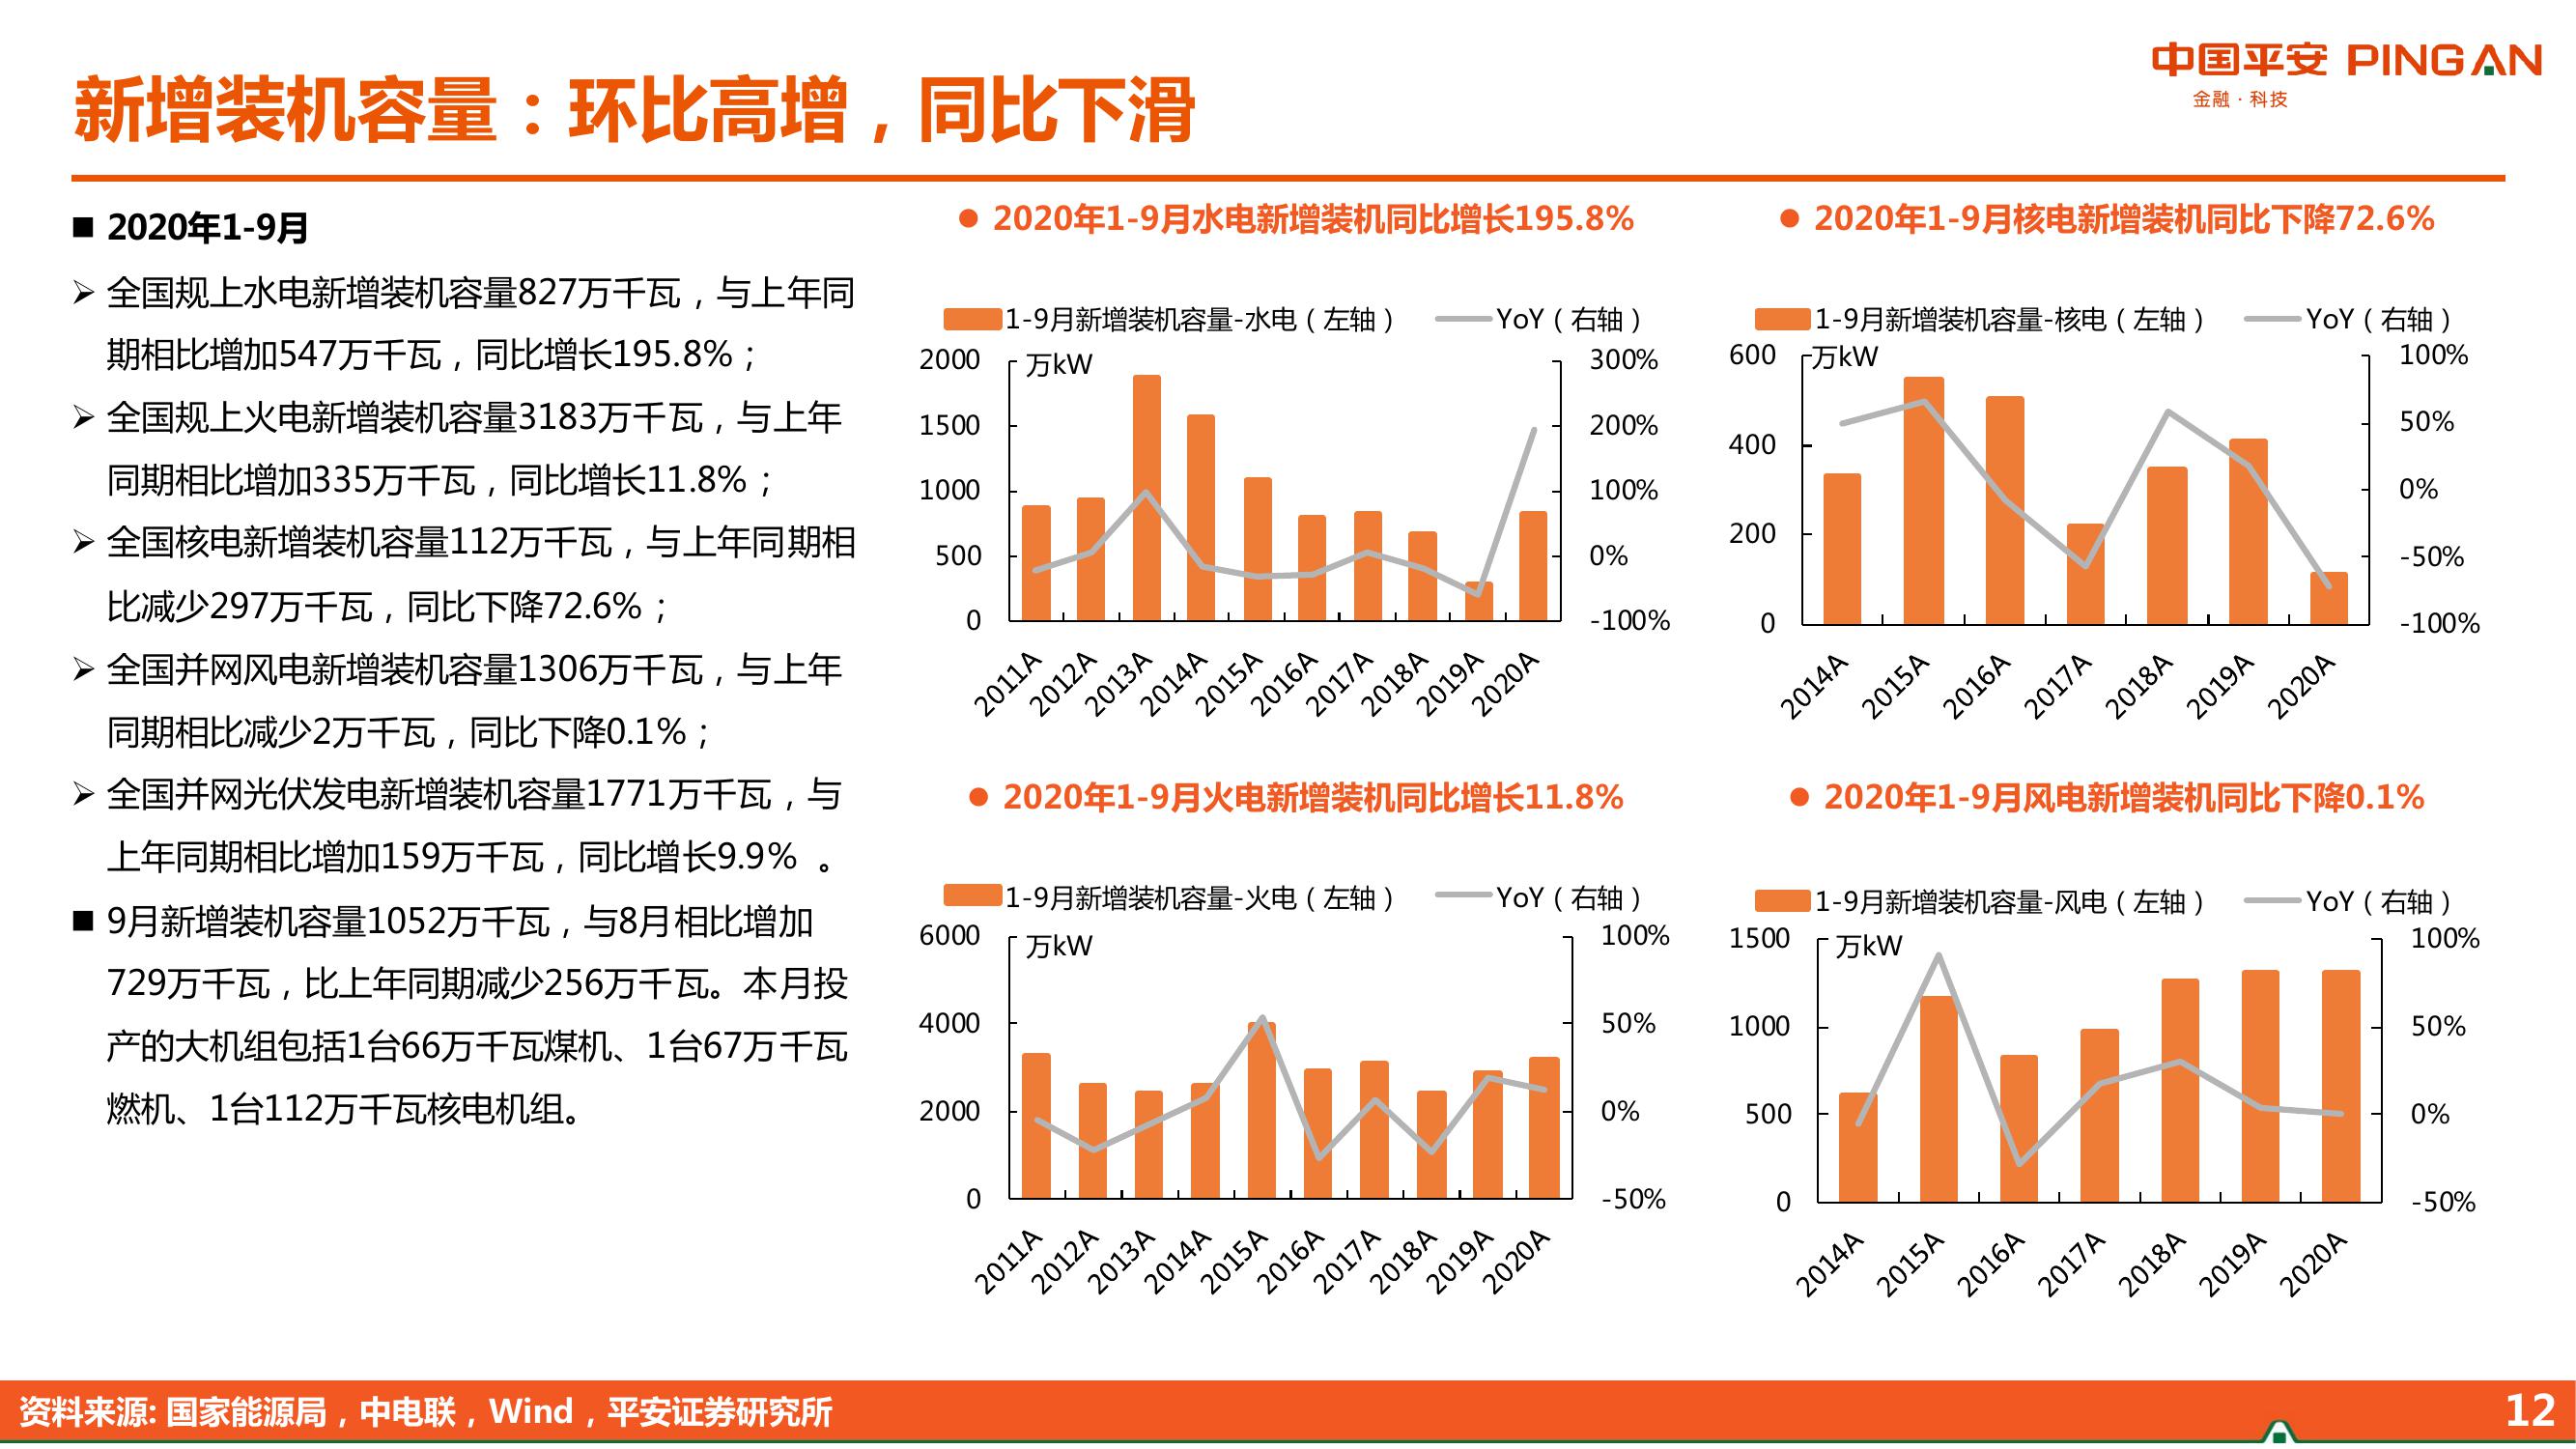 新增装机容量：环比高增，同比下滑
中国平安 PINGAN
金融·科技
■ 2020年1-9月
➢ 全国规上水电新增装机容量827万千瓦，与上年同
期相比增加547万千瓦，同比增长195.8%；
➢ 全国规上火电新增装机容量3183万千瓦，与上年
同期相比增加335万千瓦，同比增长11.8%；
➢ 全国核电新增装机容量112万千瓦，与上年同期相
比减少297万千瓦，同比下降72.6%；
➢ 全国并网风电新增装机容量1306万千瓦，与上年
同期相比减少2万千瓦，同比下降0.1%；
➢ 全国并网光伏发电新增装机容量1771万千瓦，与
上年同期相比增加159万千瓦，同比增长9.9% 。
■ 9月新增装机容量1052万千瓦，与8月相比增加
729万千瓦，比上年同期减少256万千瓦。本月投
产的大机组包括1台66万千瓦煤机、1台67万千瓦
燃机、1台112万千瓦核电机组。
● 2020年1-9月水电新增装机同比增长195.8%
1-9月新增装机容量-水电（左轴） YoY（右轴）
万kW
2000
1500
1000
500
0
300%
200%
100%
0%
-100%
2011A 2012A 2013A 2014A 2015A 2016A 2017A 2018A 2019A 2020A
● 2020年1-9月核电新增装机同比下降72.6%
1-9月新增装机容量-核电（左轴） YoY（右轴）
万kW
600
400
200
0
100%
50%
0%
-50%
-100%
2014A 2015A 2016A 2017A 2018A 2019A 2020A
● 2020年1-9月火电新增装机同比增长11.8%
1-9月新增装机容量-火电（左轴） YoY（右轴）
万kW
6000
4000
2000
0
100%
50%
0%
-50%
2011A 2012A 2013A 2014A 2015A 2016A 2017A 2018A 2019A 2020A
● 2020年1-9月风电新增装机同比下降0.1%
1-9月新增装机容量-风电（左轴） YoY（右轴）
万kW
1500
1000
500
0
100%
50%
0%
-50%
2014A 2015A 2016A 2017A 2018A 2019A 2020A
资料来源: 国家能源局，中电联，Wind，平安证券研究所
12